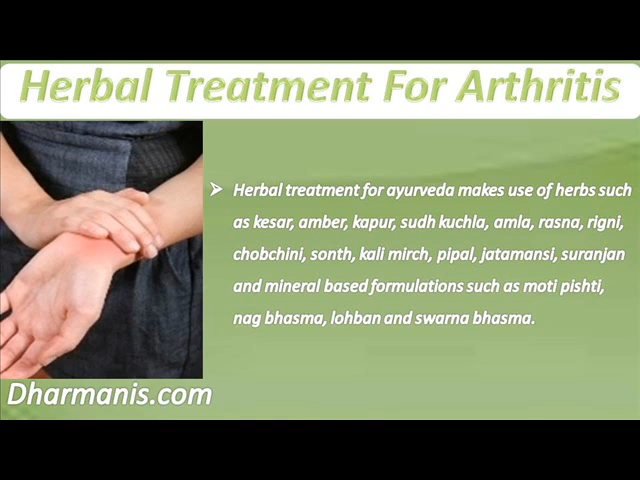 Herbal Treatment For Arthritis
➢ Herbal treatment for ayurveda makes use of herbs such
as kesar, amber, kapur, sudh kuchla, amla, rasna, rigni,
chobchini, sonth, kali mirch, pipal, jatamansi, suranjan
and mineral based formulations such as moti pishti,
nag bhasma, lohban and swarna bhasma.
Dharmanis.com